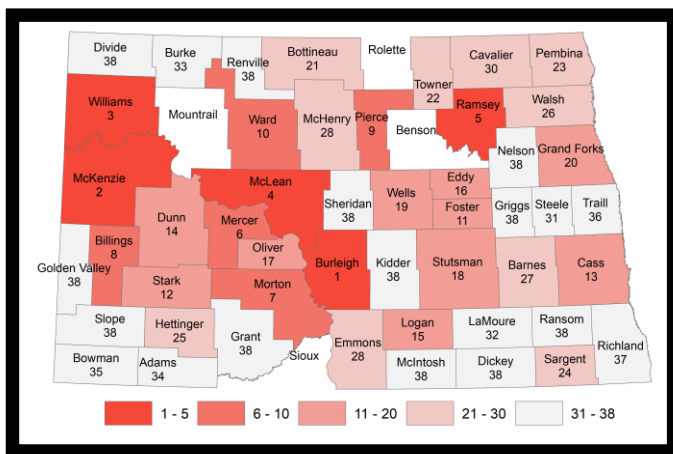 Divide
38
Burke
33
Renville
38
Bottineau
21
Rolette
Towner
22
Cavalier
30
Pembina
23
Williams
3
Mountrail
Ward
10
McHenry
28
Pierce
9
Benson
Ramsey
5
Walsh
26
McKenzie
2
McLean
4
Sheridan
38
Wells
19
Eddy
16
Foster
11
Nelson
38
Grand Forks
20
Dunn
14
Mercer
6
Oliver
17
Griggs
38
Steele
31
Traill
36
Golden Valley
38
Billings
8
Stark
12
Morton
7
Burleigh
1
Kidder
38
Stutsman
18
Barnes
27
Cass
13
Slope
38
Hettinger
25
Grant
38
Sioux
Emmons
28
Logan
15
LaMoure
32
Ransom
38
Richland
37
Bowman
35
Adams
34
McIntosh
38
Dickey
38
Sargent
24
1 - 5
6 - 10
11 - 20
21 - 30
31 - 38